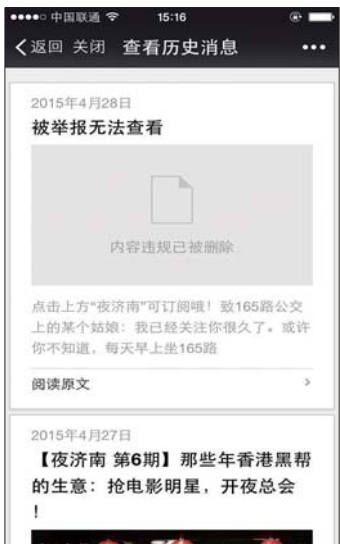 中国联通 15:16
返回 关闭 查看历史消息
2015年4月28日
被举报无法查看
内容违规已被删除
点击上方“夜济南”可订阅哦！致165路公交
上的某个姑娘：我已经关注你很久了。或许
你不知道，每天早上坐165路
阅读原文
2015年4月27日
【夜济南 第6期】那些年香港黑帮
的生意：抢电影明星，开夜总会
！